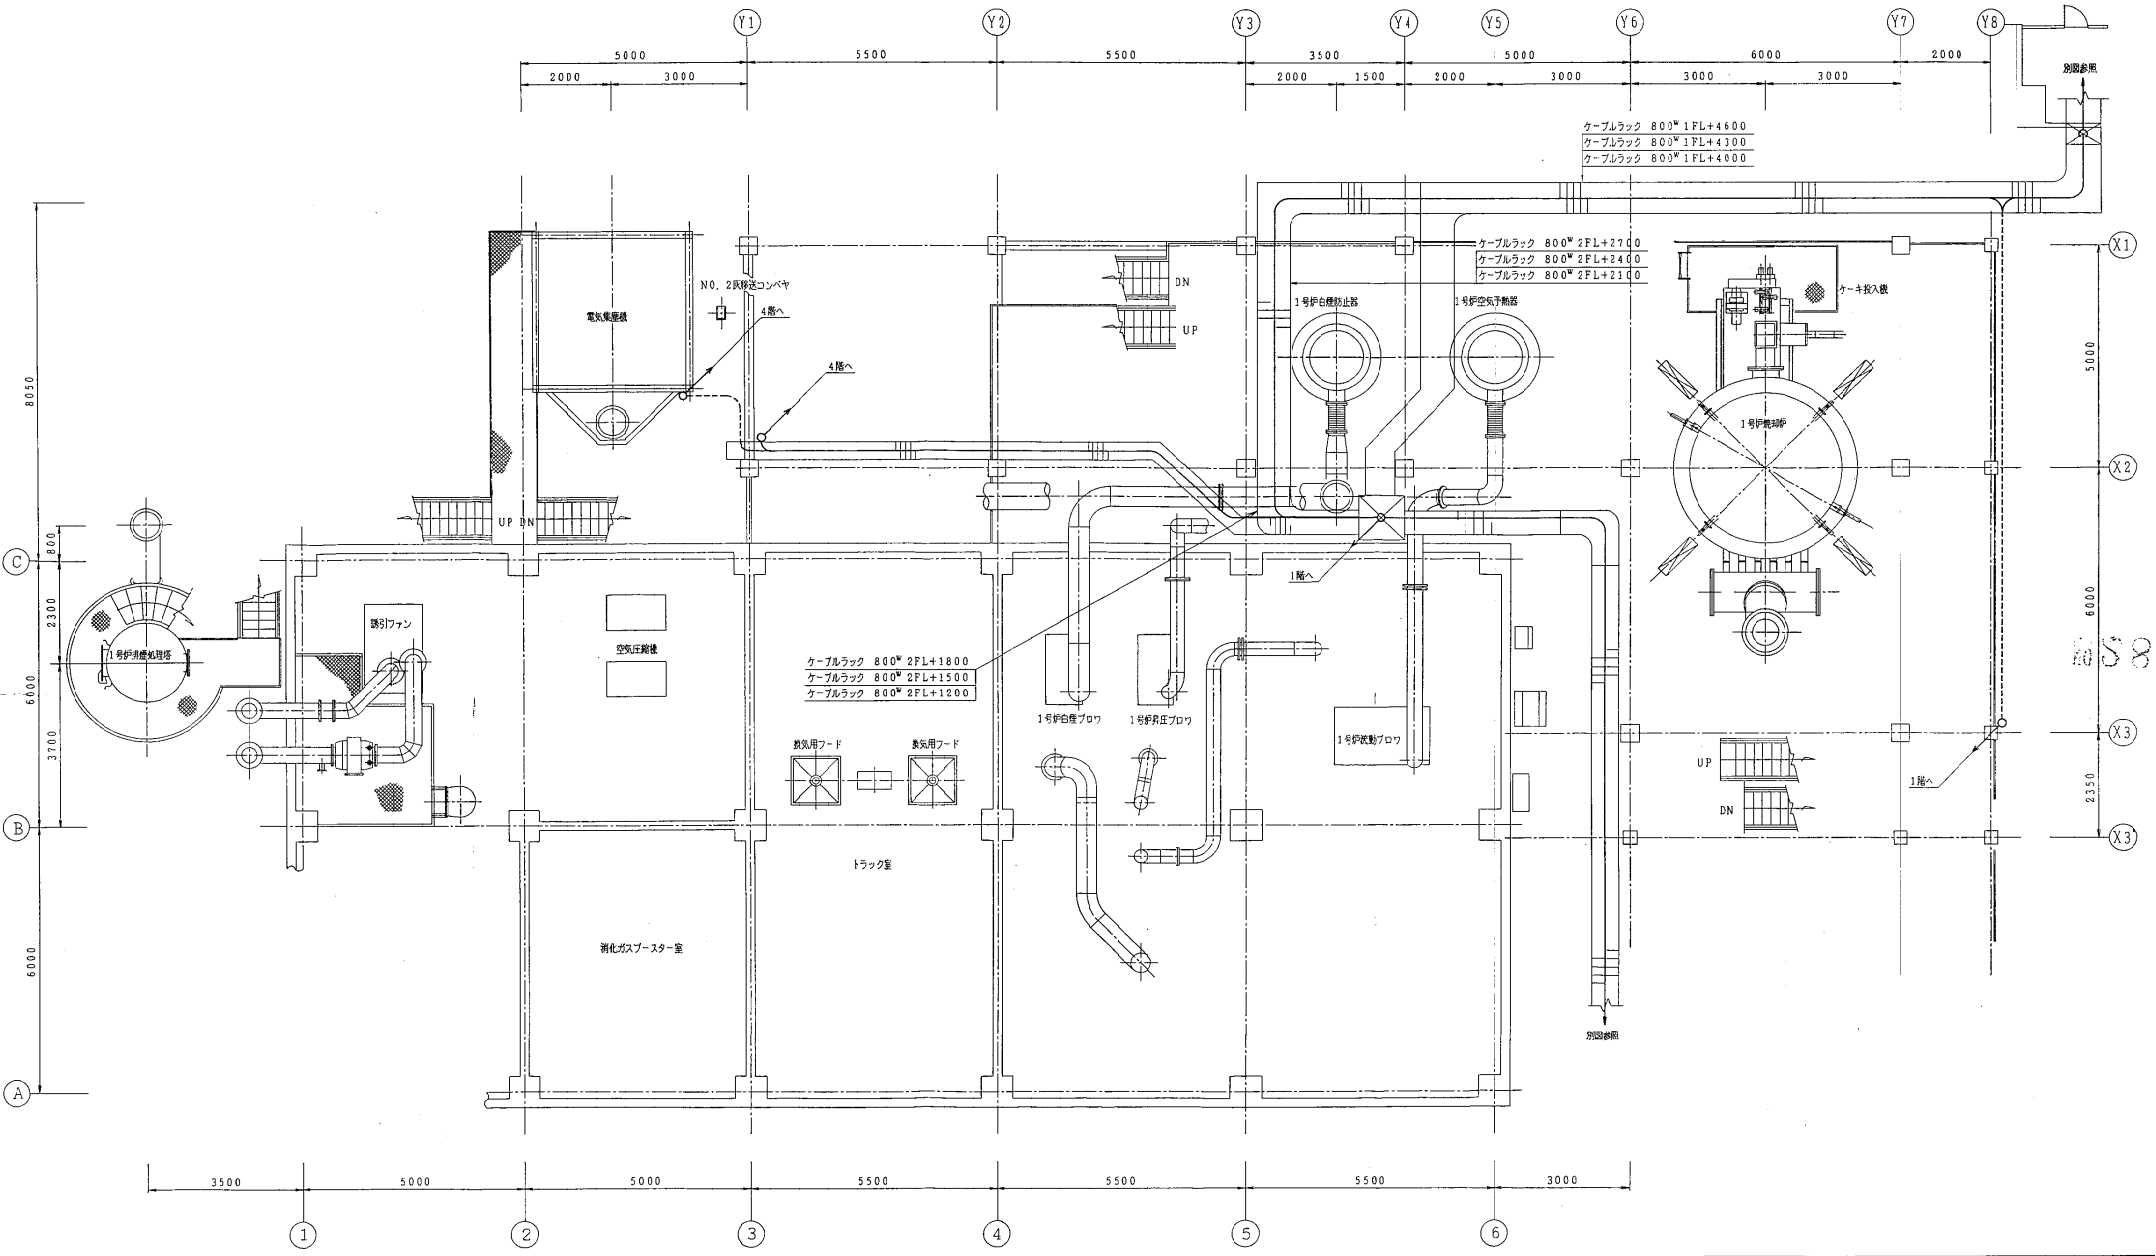 Y1 Y2 Y3 Y4 Y5 Y6 Y7 Y8
5000 5500 5500 3500 5000 6000 2000
2000 3000 2000 1500 2000 3000 3000 3000
別図参照
ケーブルラック 800W 1FL+4600
ケーブルラック 800W 1FL+4300
ケーブルラック 800W 1FL+4000
ケーブルラック 800W 2FL+2700
ケーブルラック 800W 2FL+2400
ケーブルラック 800W 2FL+2100
X1
NO. 2灰移送コンベヤ
DN
ケーキ投入機
1号炉白煙防止器
1号炉空気予熱器
電気集塵機
4階へ
UP
5000
4階へ
8050
1号炉焼却炉
X2
UP DN
800
C
1階へ
2300
6000
誘引ファン
空気圧縮機
1号炉排煙処理塔
ケーブルラック 800W 2FL+1800
ケーブルラック 800W 2FL+1500
ケーブルラック 800W 2FL+1200
6000
3700
1号炉白煙ブロワ
1号炉昇圧ブロワ
1号炉流動ブロワ
X3
換気用フード
換気用フード
UP
1階へ
2350
DN
B
X3'
トラック室
消化ガスブースター室
6000
別図参照
A
3500 5000 5000 5500 5500 5500 3000
1 2 3 4 5 6